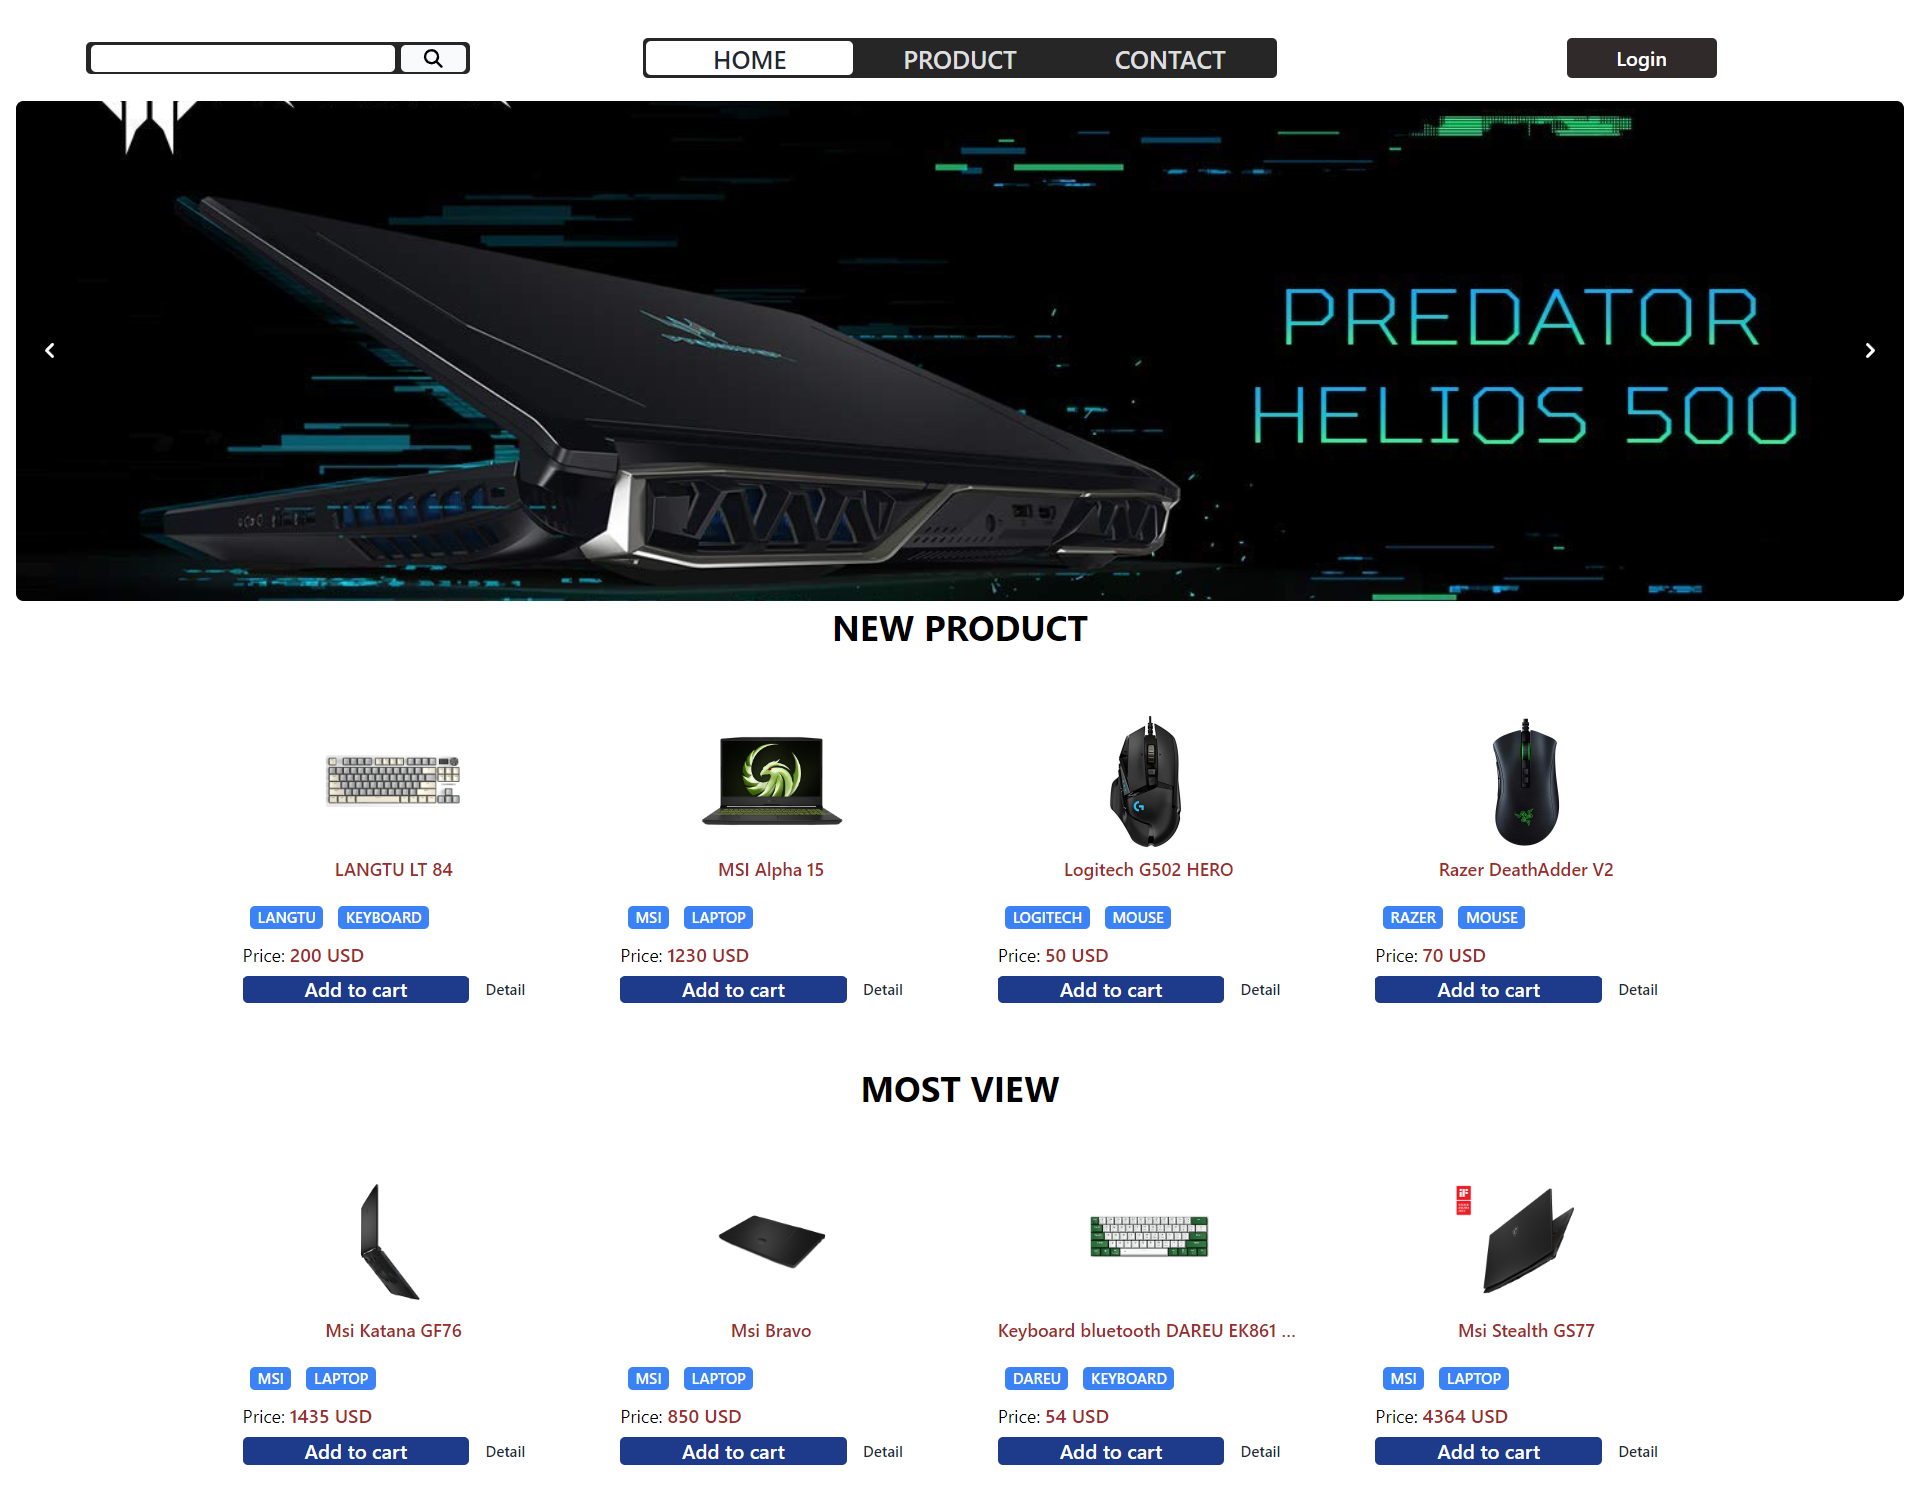 HOME PRODUCT CONTACT Login
PREDATOR
HELIOS 500
NEW PRODUCT
LANGTU LT 84
MSI Alpha 15
Logitech G502 HERO
Razer DeathAdder V2
LANGTU KEYBOARD
MSI LAPTOP
LOGITECH MOUSE
RAZER MOUSE
Price: 200 USD
Price: 1230 USD
Price: 50 USD
Price: 70 USD
Add to cart Detail
Add to cart Detail
Add to cart Detail
Add to cart Detail
MOST VIEW
Msi Katana GF76
Msi Bravo
Keyboard bluetooth DAREU EK861 ...
Msi Stealth GS77
MSI LAPTOP
MSI LAPTOP
DAREU KEYBOARD
MSI LAPTOP
Price: 1435 USD
Price: 850 USD
Price: 54 USD
Price: 4364 USD
Add to cart Detail
Add to cart Detail
Add to cart Detail
Add to cart Detail